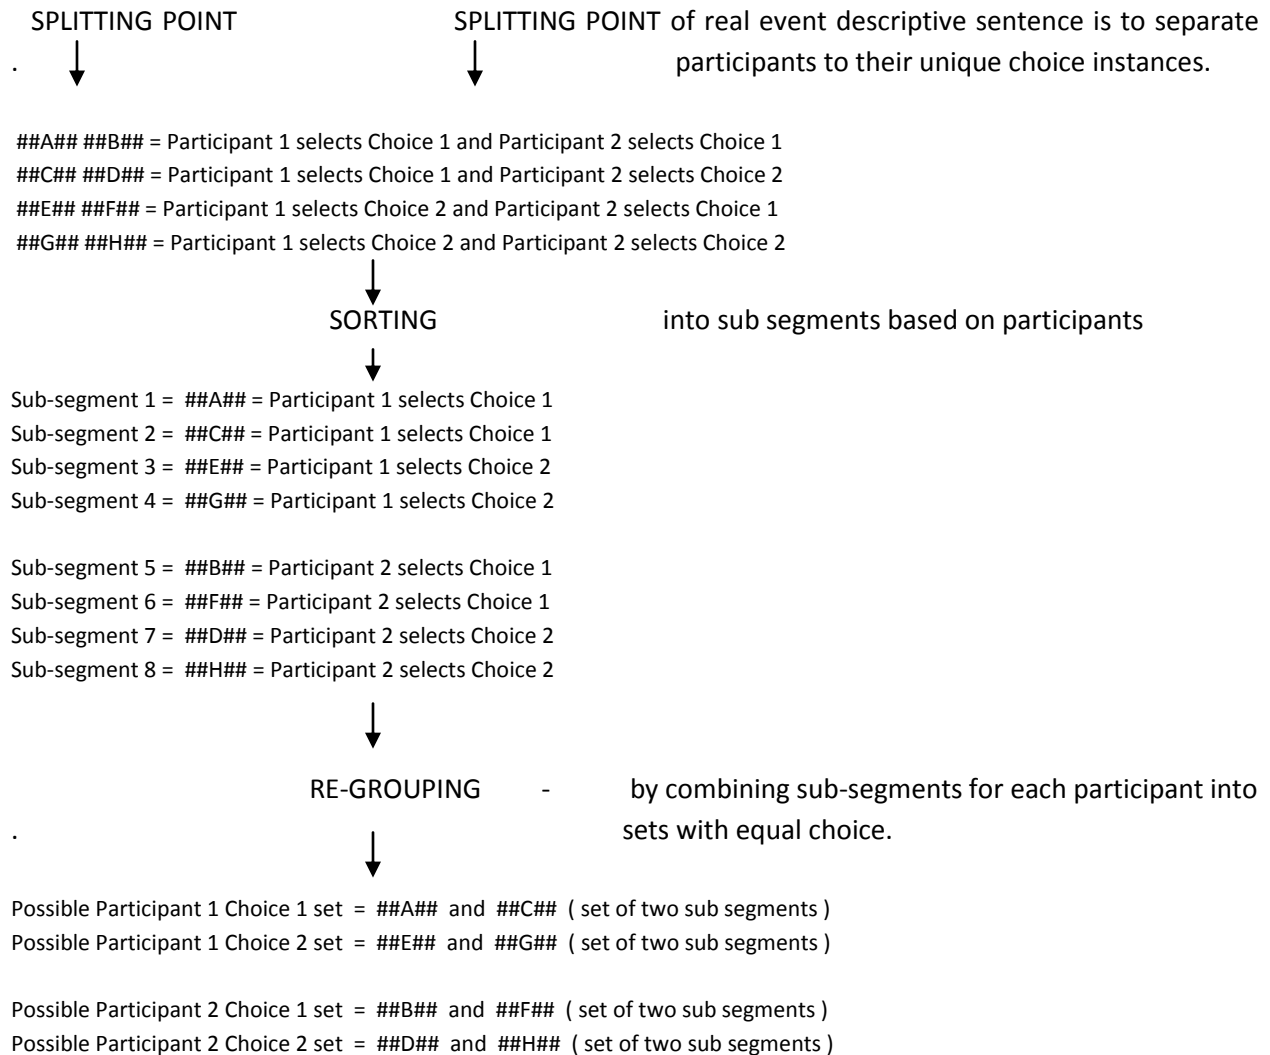 SPLITTING POINT SPLITTING POINT of real event descriptive sentence is to separate
. participants to their unique choice instances.
##A## ##B## = Participant 1 selects Choice 1 and Participant 2 selects Choice 1
##C## ##D## = Participant 1 selects Choice 1 and Participant 2 selects Choice 2
##E## ##F## = Participant 1 selects Choice 2 and Participant 2 selects Choice 1
##G## ##H## = Participant 1 selects Choice 2 and Participant 2 selects Choice 2
SORTING into sub segments based on participants
Sub-segment 1 = ##A## = Participant 1 selects Choice 1
Sub-segment 2 = ##C## = Participant 1 selects Choice 1
Sub-segment 3 = ##E## = Participant 1 selects Choice 2
Sub-segment 4 = ##G## = Participant 1 selects Choice 2
Sub-segment 5 = ##B## = Participant 2 selects Choice 1
Sub-segment 6 = ##F## = Participant 2 selects Choice 1
Sub-segment 7 = ##D## = Participant 2 selects Choice 2
Sub-segment 8 = ##H## = Participant 2 selects Choice 2
RE-GROUPING - by combining sub-segments for each participant into
. sets with equal choice.
Possible Participant 1 Choice 1 set = ##A## and ##C## ( set of two sub segments )
Possible Participant 1 Choice 2 set = ##E## and ##G## ( set of two sub segments )
Possible Participant 2 Choice 1 set = ##B## and ##F## ( set of two sub segments )
Possible Participant 2 Choice 2 set = ##D## and ##H## ( set of two sub segments )